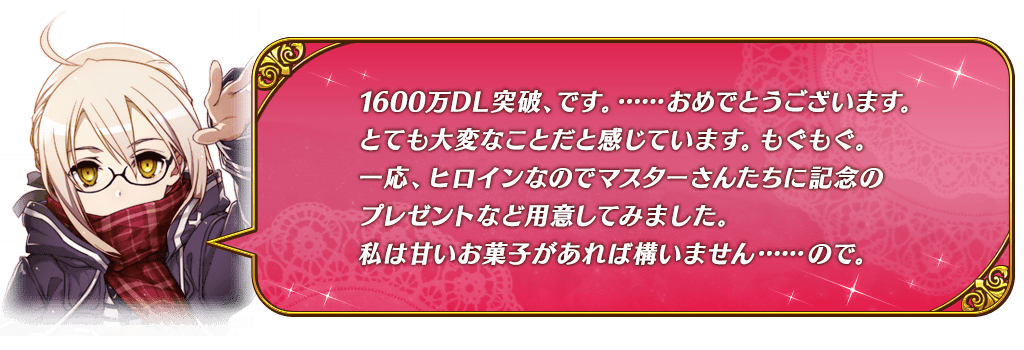 1600万DL突破、です。……おめでとうございます。
とても大変なことだと感じています。もぐもぐ。
一応、ヒロインなのでマスターさんたちに記念の
プレゼントなど用意してみました。
私は甘いお菓子があれば構いません……ので。